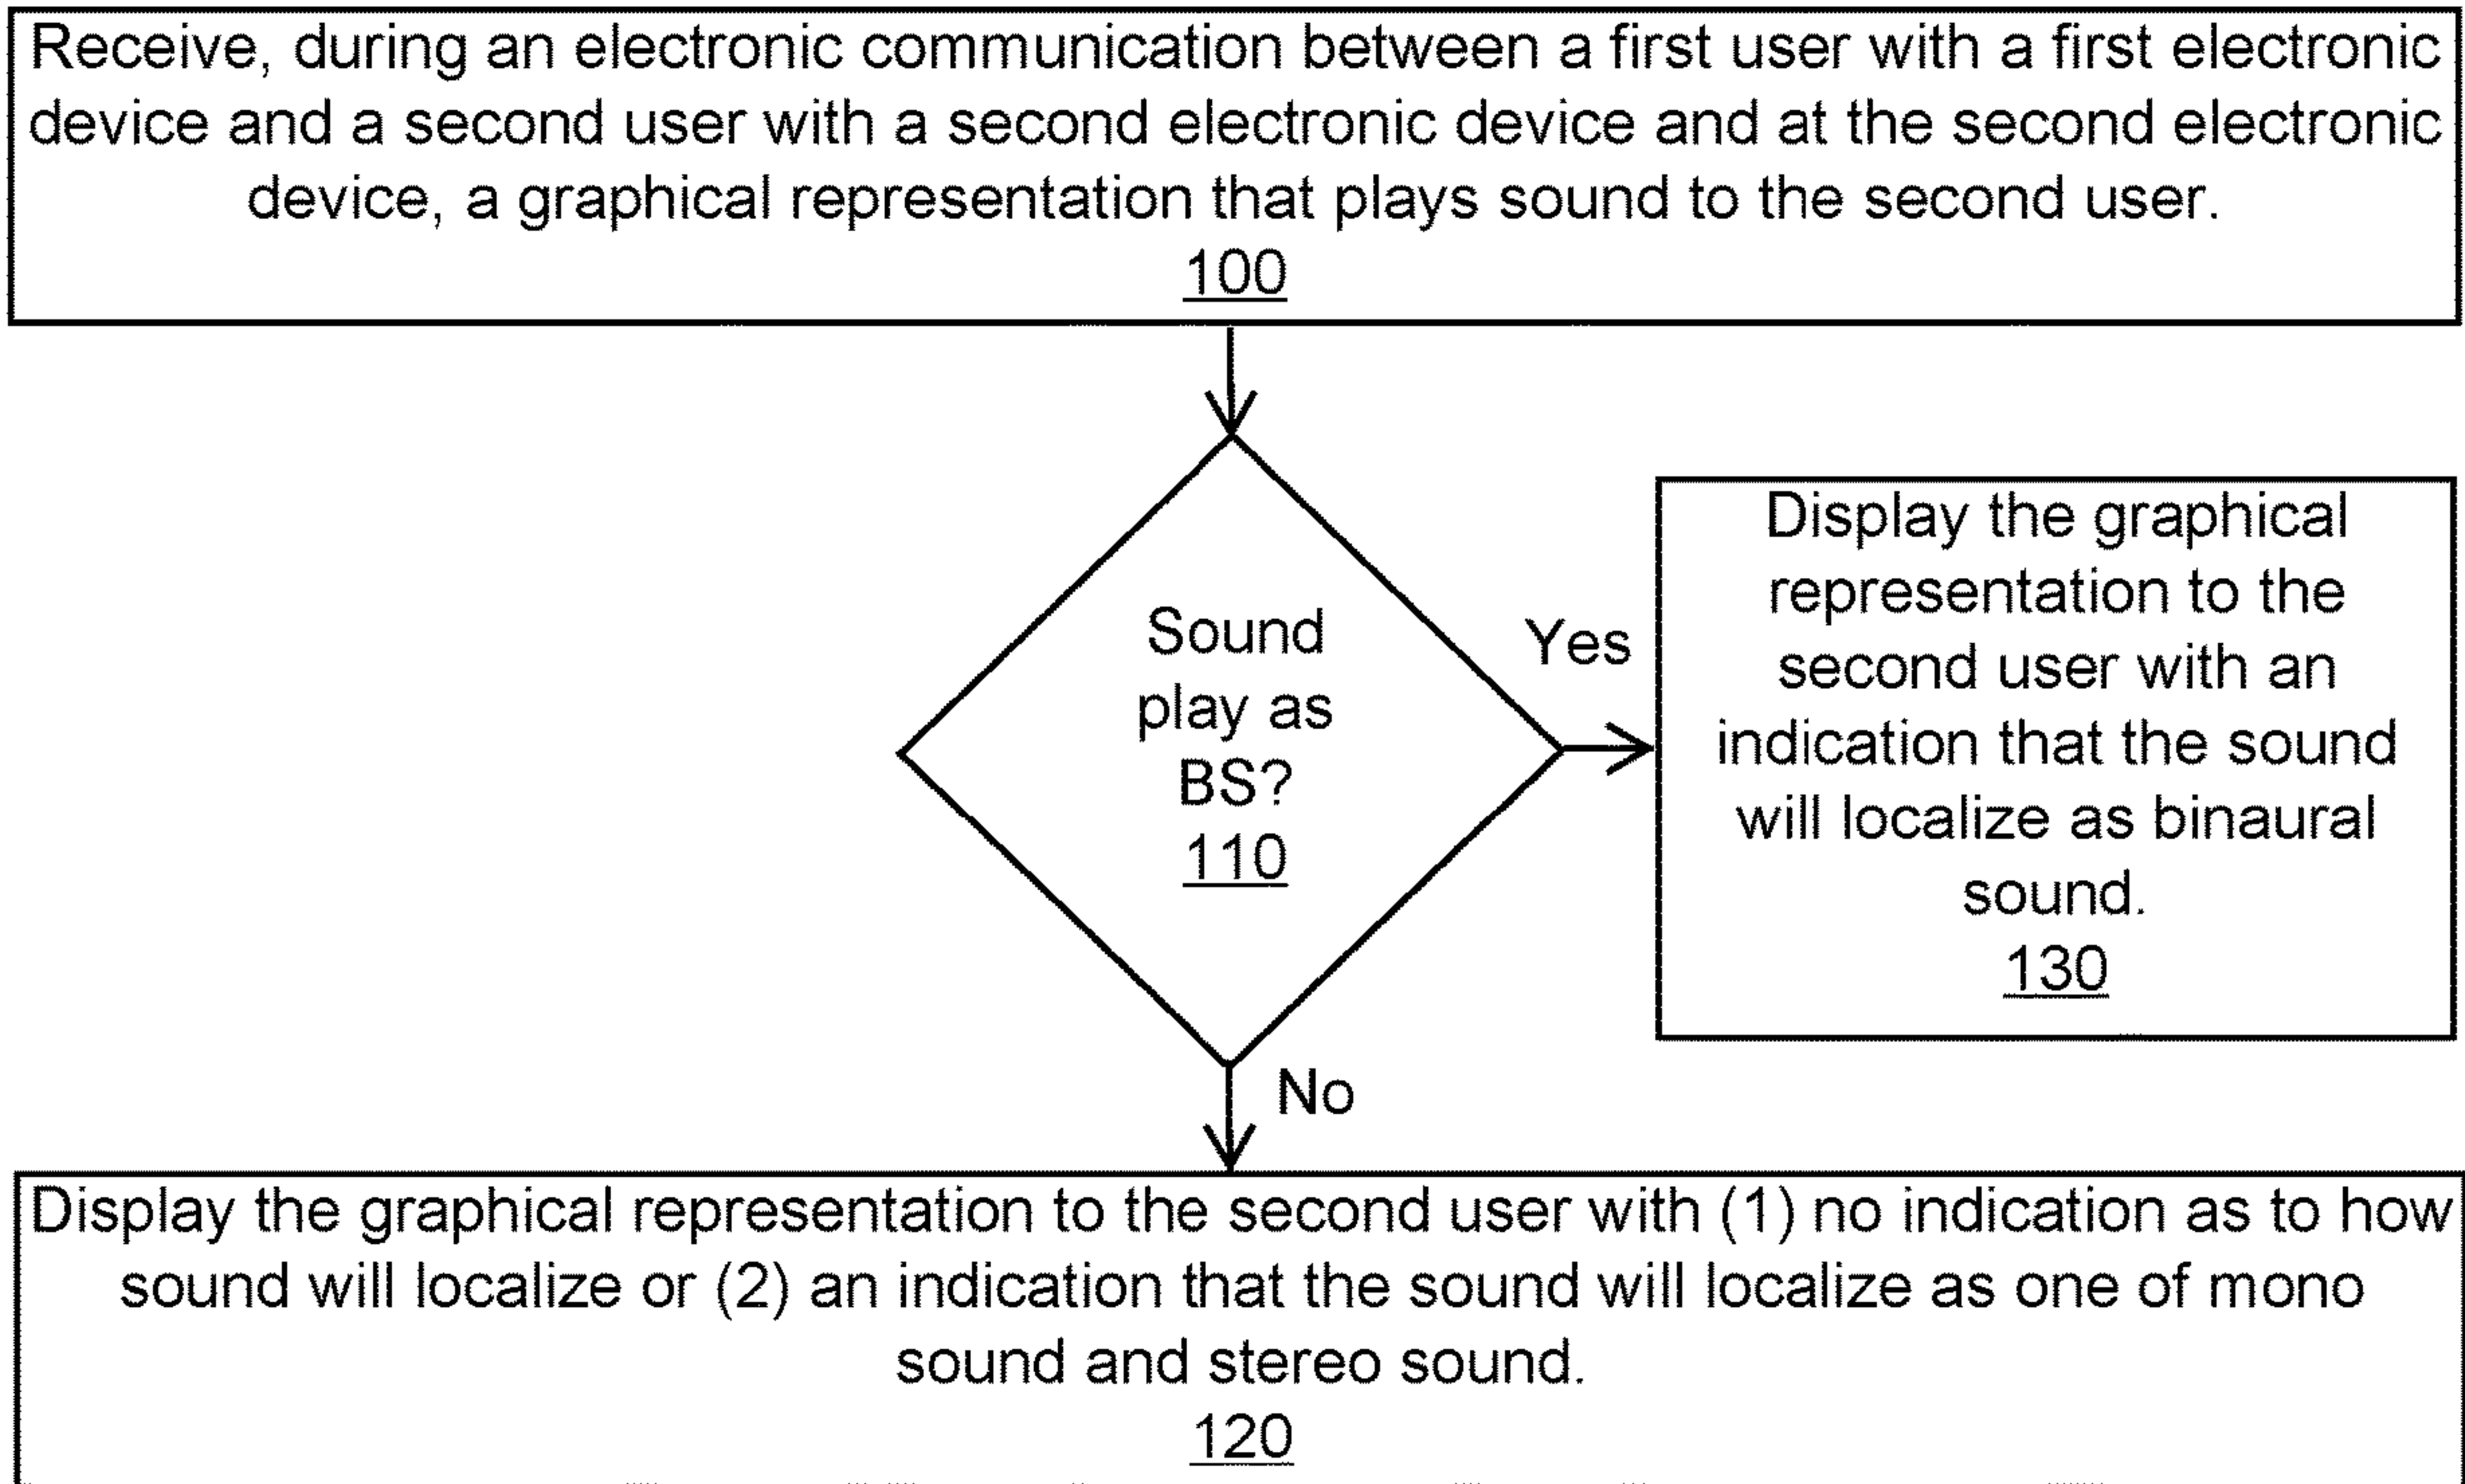 Receive, during an electronic communication between a first user with a first electronic
device and a second user with a second electronic device and at the second electronic
device, a graphical representation that plays sound to the second user.
100
Sound
play as
BS?
110
Yes
Display the graphical
representation to the
second user with an
indication that the sound
will localize as binaural
sound.
130
No
Display the graphical representation to the second user with (1) no indication as to how
sound will localize or (2) an indication that the sound will localize as one of mono
sound and stereo sound.
120